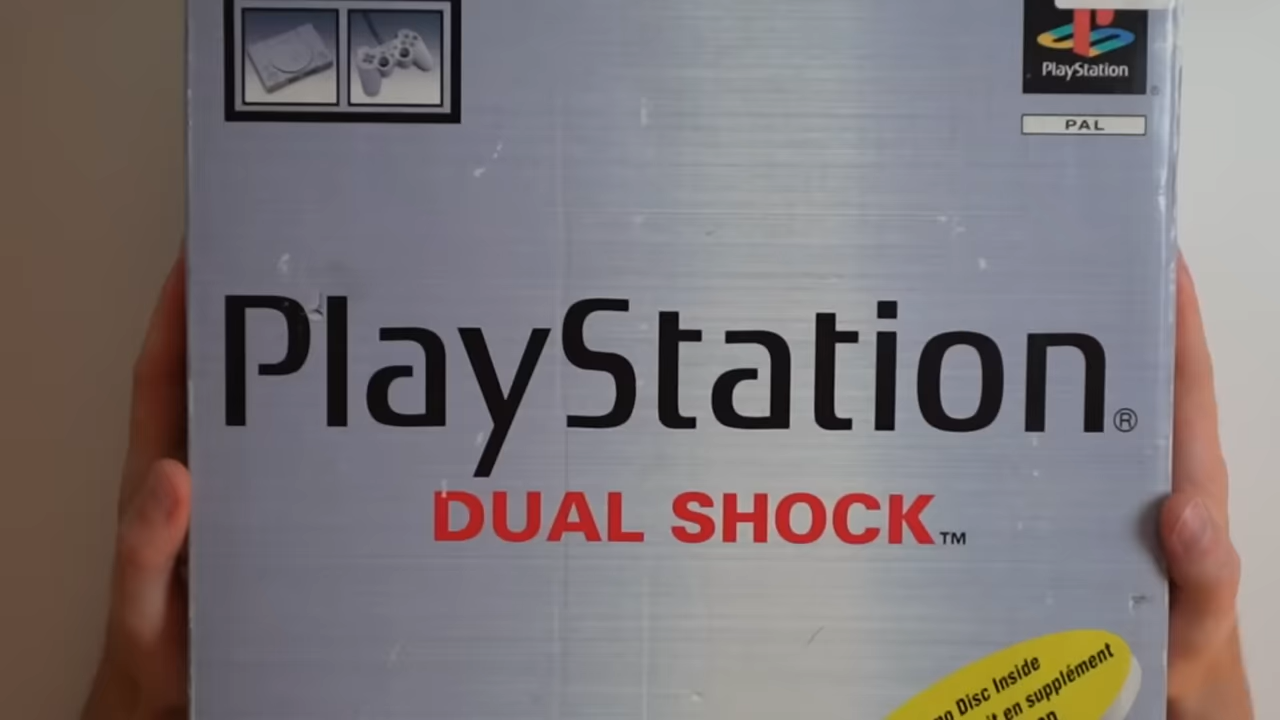 PlayStation
PAL
PlayStation®
DUAL SHOCK™
Disc Inside
en supplément